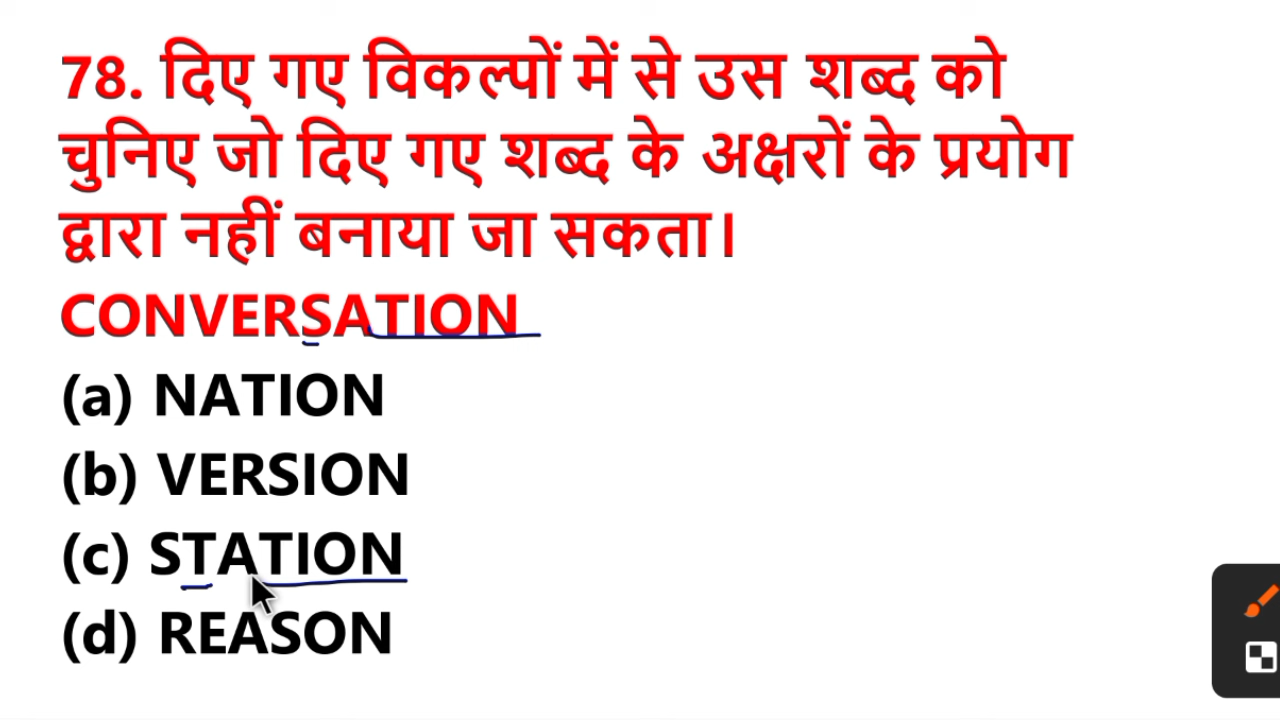 78. दिए गए विकल्पों में से उस शब्द को
चुनिए जो दिए गए शब्द के अक्षरों के प्रयोग
द्वारा नहीं बनाया जा सकता।
CONVERSATION
(a) NATION
(b) VERSION
(c) STATION
(d) REASON